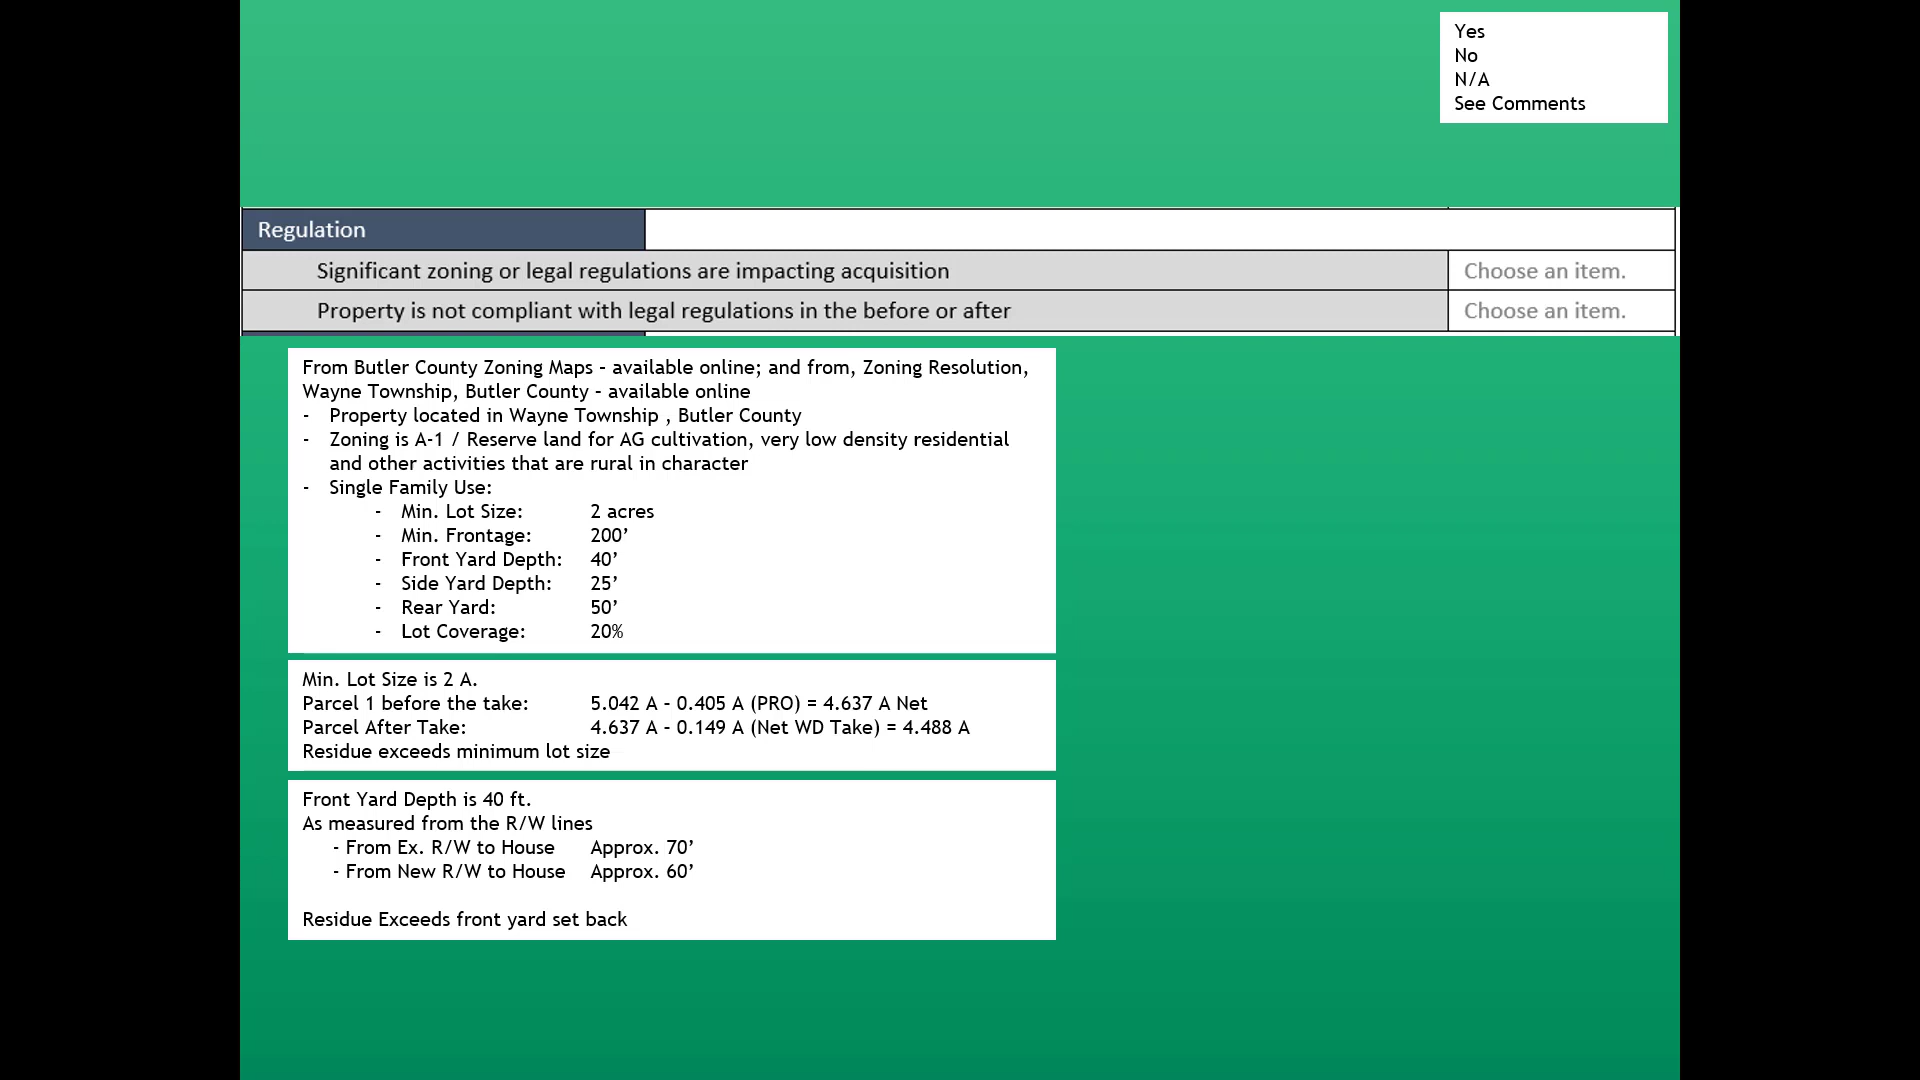 Yes
No
N/A
See Comments
Regulation
Significant zoning or legal regulations are impacting acquisition Choose an item.
Property is not compliant with legal regulations in the before or after Choose an item.
From Butler County Zoning Maps – available online; and from, Zoning Resolution,
Wayne Township, Butler County – available online
- Property located in Wayne Township , Butler County
- Zoning is A-1 / Reserve land for AG cultivation, very low density residential
and other activities that are rural in character
- Single Family Use:
- Min. Lot Size: 2 acres
- Min. Frontage: 200’
- Front Yard Depth: 40’
- Side Yard Depth: 25’
- Rear Yard: 50’
- Lot Coverage: 20%
Min. Lot Size is 2 A.
Parcel 1 before the take: 5.042 A – 0.405 A (PRO) = 4.637 A Net
Parcel After Take: 4.637 A – 0.149 A (Net WD Take) = 4.488 A
Residue exceeds minimum lot size
Front Yard Depth is 40 ft.
As measured from the R/W lines
- From Ex. R/W to House Approx. 70’
- From New R/W to House Approx. 60’
Residue Exceeds front yard set back